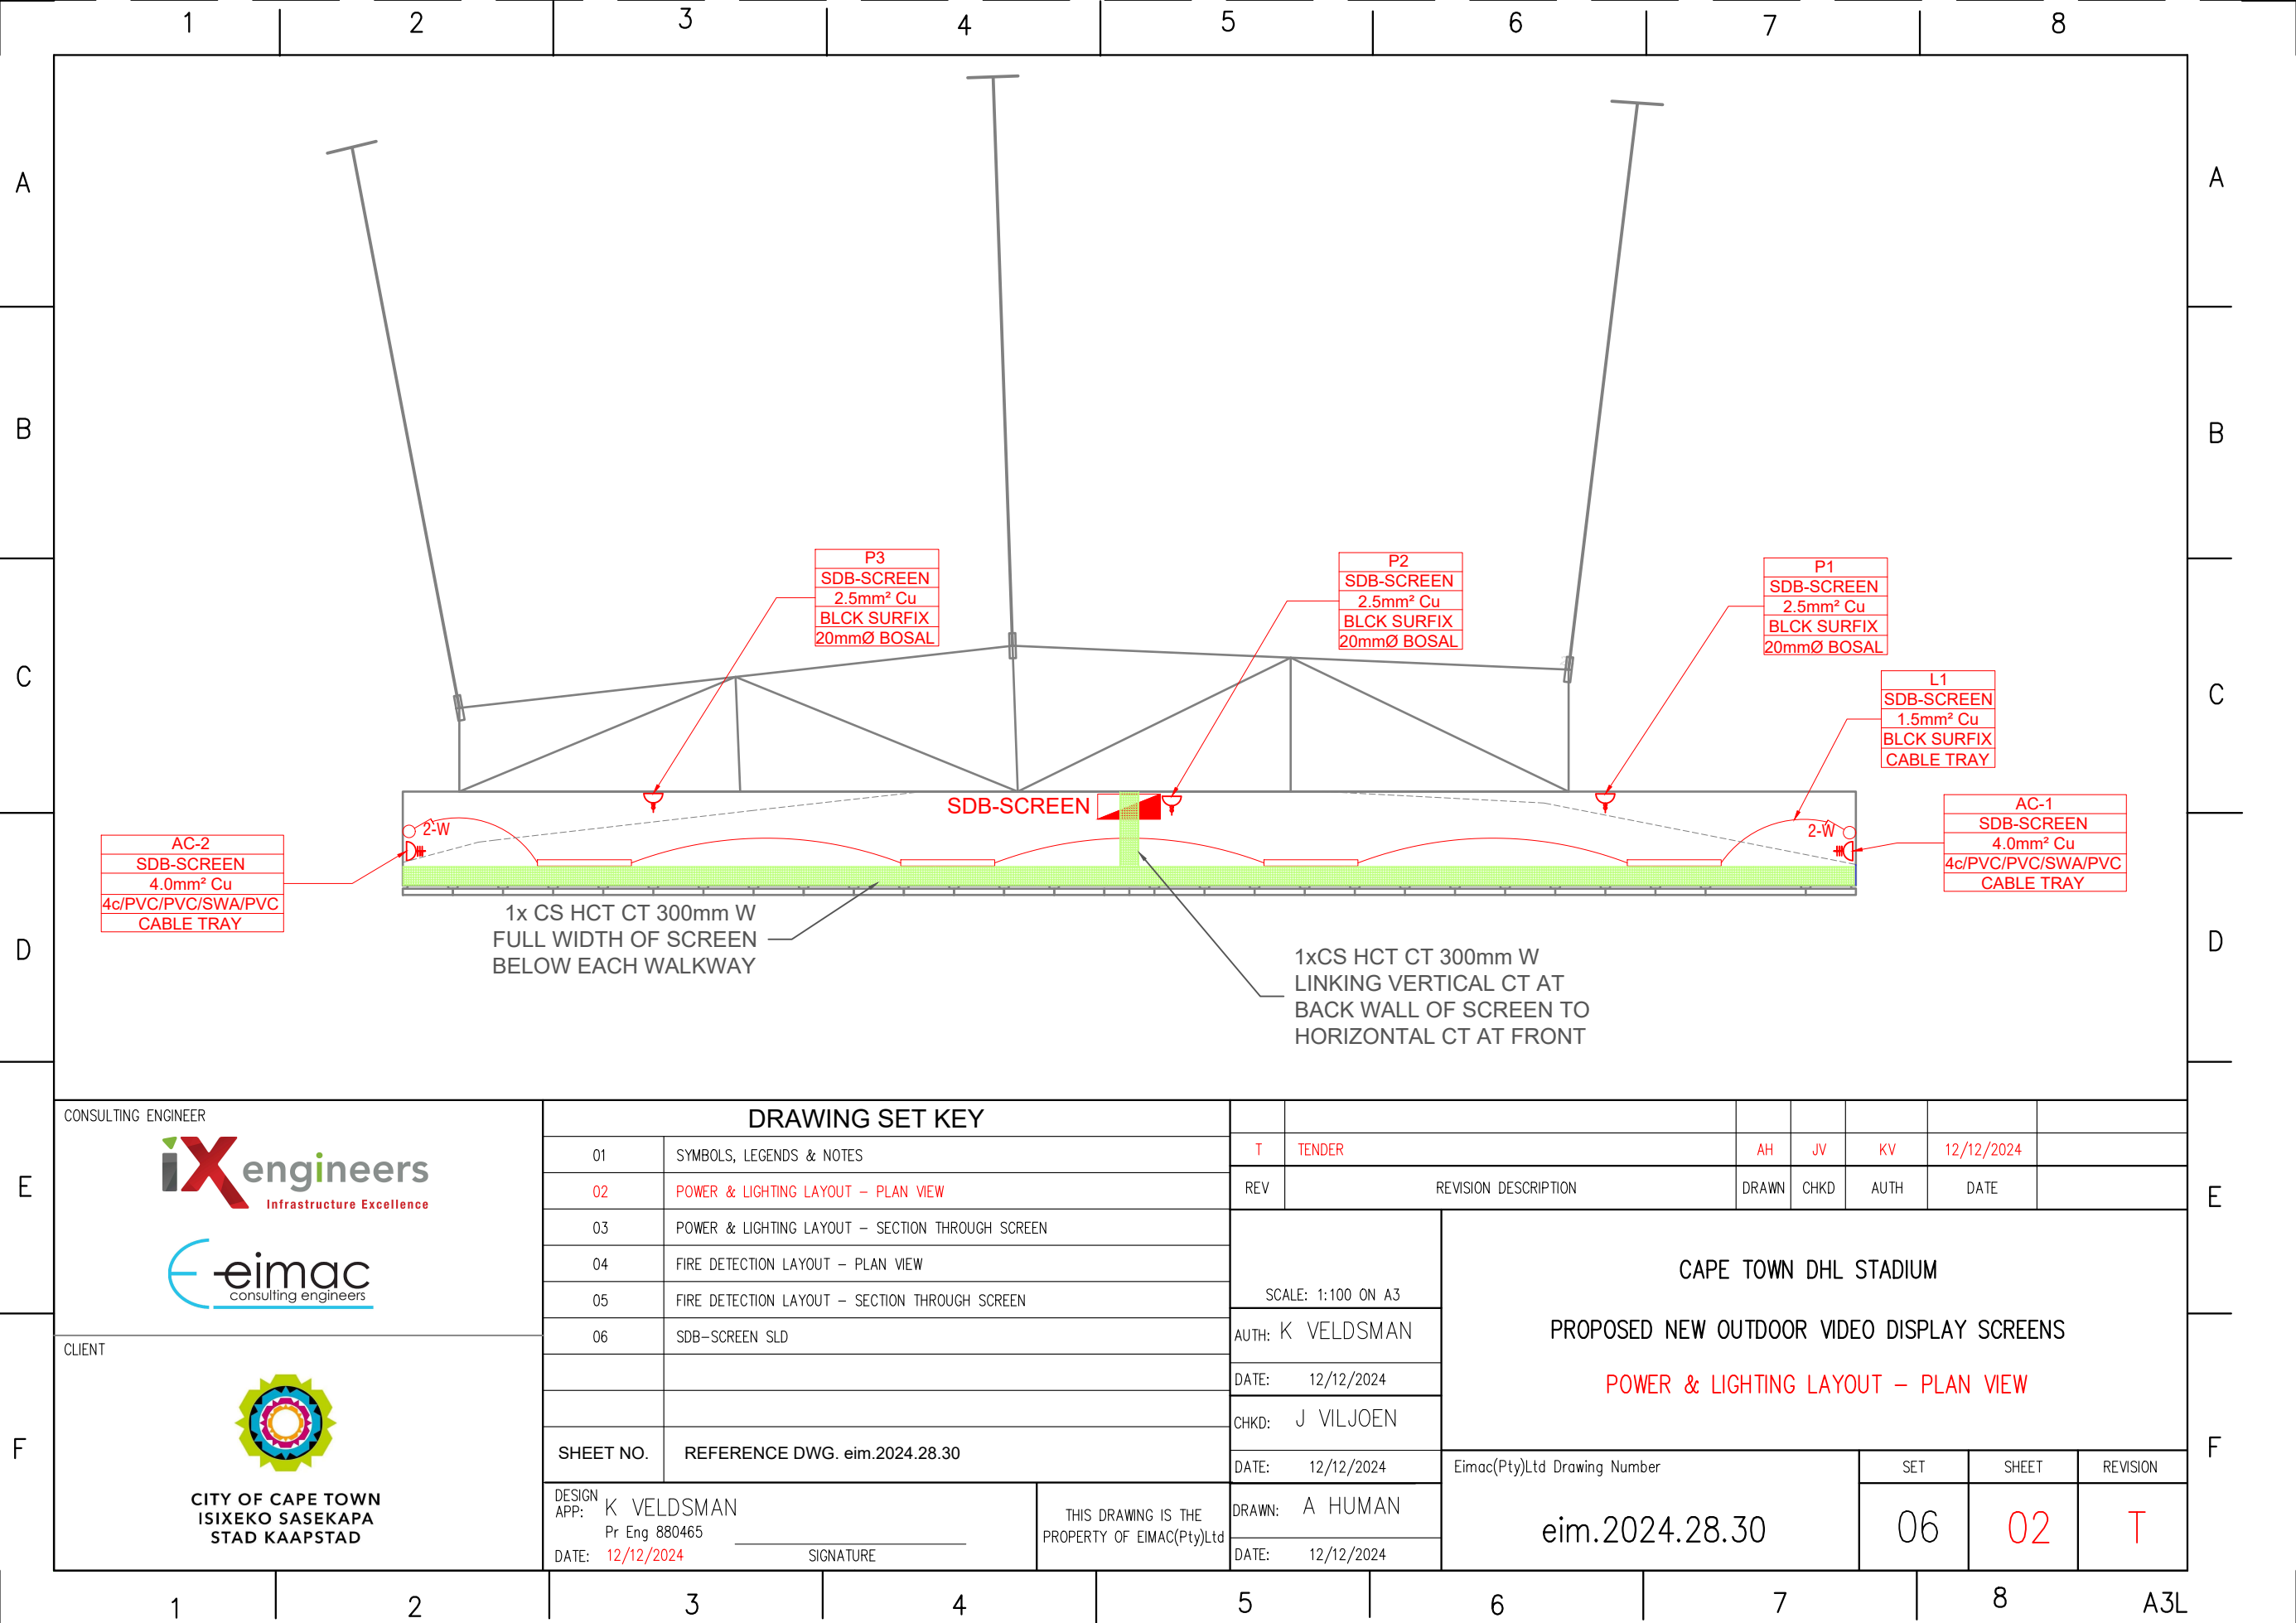 1 2 3 4 5 6 7 8
A A
B B
C C
D D
E E
F F
P3
SDB-SCREEN
2.5mm² Cu
BLCK SURFIX
20mmØ BOSAL
P2
SDB-SCREEN
2.5mm² Cu
BLCK SURFIX
20mmØ BOSAL
P1
SDB-SCREEN
2.5mm² Cu
BLCK SURFIX
20mmØ BOSAL
L1
SDB-SCREEN
1.5mm² Cu
BLCK SURFIX
CABLE TRAY
AC-2
SDB-SCREEN
4.0mm² Cu
4c/PVC/PVC/SWA/PVC
CABLE TRAY
2-W
SDB-SCREEN
2-W
AC-1
SDB-SCREEN
4.0mm² Cu
4c/PVC/PVC/SWA/PVC
CABLE TRAY
1x CS HCT CT 300mm W
FULL WIDTH OF SCREEN
BELOW EACH WALKWAY
1xCS HCT CT 300mm W
LINKING VERTICAL CT AT
BACK WALL OF SCREEN TO
HORIZONTAL CT AT FRONT
CONSULTING ENGINEER
iX engineers
Infrastructure Excellence
eimac
consulting engineers
CLIENT
CITY OF CAPE TOWN
ISIXEKO SASEKAPA
STAD KAAPSTAD
DRAWING SET KEY
01 SYMBOLS, LEGENDS & NOTES
02 POWER & LIGHTING LAYOUT – PLAN VIEW
03 POWER & LIGHTING LAYOUT – SECTION THROUGH SCREEN
04 FIRE DETECTION LAYOUT – PLAN VIEW
05 FIRE DETECTION LAYOUT – SECTION THROUGH SCREEN
06 SDB–SCREEN SLD
SHEET NO. REFERENCE DWG. eim.2024.28.30
DESIGN
APP: K VELDSMAN
Pr Eng 880465
DATE: 12/12/2024 SIGNATURE
THIS DRAWING IS THE
PROPERTY OF EIMAC(Pty)Ltd
T TENDER AH JV KV 12/12/2024
REV REVISION DESCRIPTION DRAWN CHKD AUTH DATE
SCALE: 1:100 ON A3
AUTH: K VELDSMAN
DATE: 12/12/2024
CHKD: J VILJOEN
DATE: 12/12/2024
DRAWN: A HUMAN
DATE: 12/12/2024
CAPE TOWN DHL STADIUM
PROPOSED NEW OUTDOOR VIDEO DISPLAY SCREENS
POWER & LIGHTING LAYOUT – PLAN VIEW
Eimac(Pty)Ltd Drawing Number SET SHEET REVISION
eim.2024.28.30 06 02 T
1 2 3 4 5 6 7 8 A3L